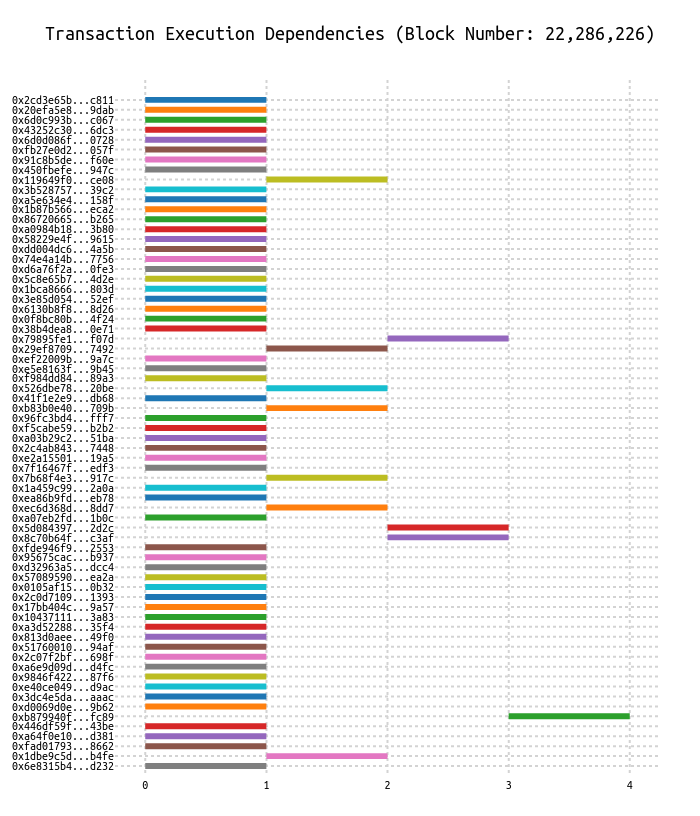 Transaction Execution Dependencies (Block Number: 22,286,226)
0x2cd3e65b...c811
0x20efa5e8...9dab
0x6d0c993b...c067
0x43252c30...6dc3
0x6d0d086f...0728
0xfb27e0d2...057f
0x91c8b5de...f60e
0x450fbefe...947c
0x119649f0...ce08
0x3b528757...39c2
0xa5e634e4...158f
0x1b87b566...eca2
0x86720665...b265
0xa0984b18...3b80
0x58229e4f...9615
0xdd004dc6...4a5b
0x74e4a14b...7756
0xd6a76f2a...0fe3
0x5c8e65b7...4d2e
0x1bca8666...803d
0x3e85d054...52ef
0x6130b8f8...8d26
0x0f8bc80b...4f24
0x38b4dea8...0e71
0x79895fe1...f07d
0x29ef8709...7492
0xef22009b...9a7c
0xe5e8163f...9b45
0xf984dd84...89a3
0x526dbe78...20be
0x41f1e2e9...db68
0xb83b0e40...709b
0x96fc3bd4...fff7
0xf5cabe59...b2b2
0xa03b29c2...51ba
0x2c4ab843...7448
0xe2a15501...19a5
0x7f16467f...edf3
0x7b68f4e3...917c
0x1a459c99...2a0a
0xea86b9fd...eb78
0xec6d368d...8dd7
0xa07eb2fd...1b0c
0x5d084397...2d2c
0x8c70b64f...c3af
0xfde946f9...2553
0x95675cac...b937
0xd32963a5...dcc4
0x57089590...ea2a
0x0105af15...0b32
0x2c0d7109...1393
0x17bb404c...9a57
0x10437111...3a83
0xa3d52288...35f4
0x813d0aee...49f0
0x51760010...94af
0x2c07f2bf...698f
0xa6e9d09d...d4fc
0x9846f422...87f6
0xe40ce049...d9ac
0x3dc4e5da...aaac
0xd0069d0e...9b62
0xb879940f...fc89
0x446df59f...43be
0xa64f0e10...d381
0xfad01793...8662
0x1dbe9c5d...b4fe
0x6e8315b4...d232
0 1 2 3 4